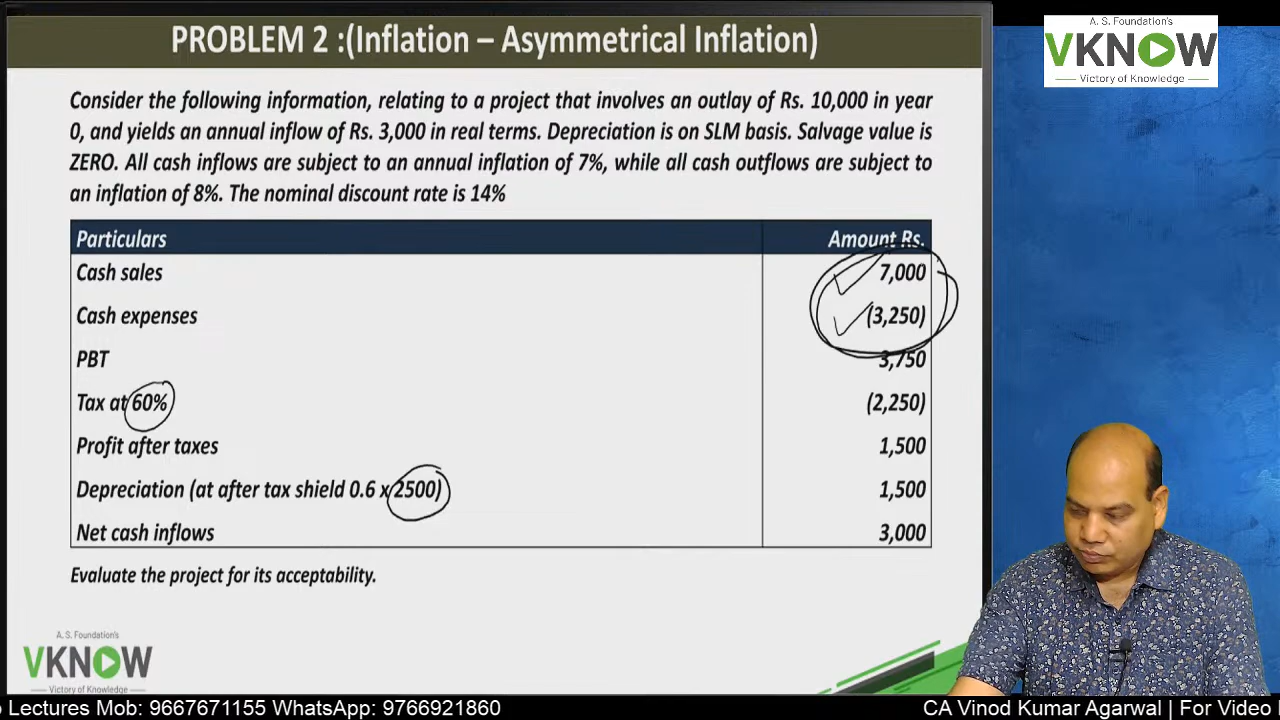 PROBLEM 2 :(Inflation – Asymmetrical Inflation)
A. S. Foundation's
VKNOW
Victory of Knowledge
Consider the following information, relating to a project that involves an outlay of Rs. 10,000 in year
0, and yields an annual inflow of Rs. 3,000 in real terms. Depreciation is on SLM basis. Salvage value is
ZERO. All cash inflows are subject to an annual inflation of 7%, while all cash outflows are subject to
an inflation of 8%. The nominal discount rate is 14%
Particulars Amount Rs.
Cash sales 7,000
Cash expenses (3,250)
PBT 3,750
Tax at 60% (2,250)
Profit after taxes 1,500
Depreciation (at after tax shield 0.6 x 2500) 1,500
Net cash inflows 3,000
Evaluate the project for its acceptability.
A. S. Foundation's
VKNOW
Victory of Knowledge
Lectures Mob: 9667671155 WhatsApp: 9766921860
CA Vinod Kumar Agarwal | For Video